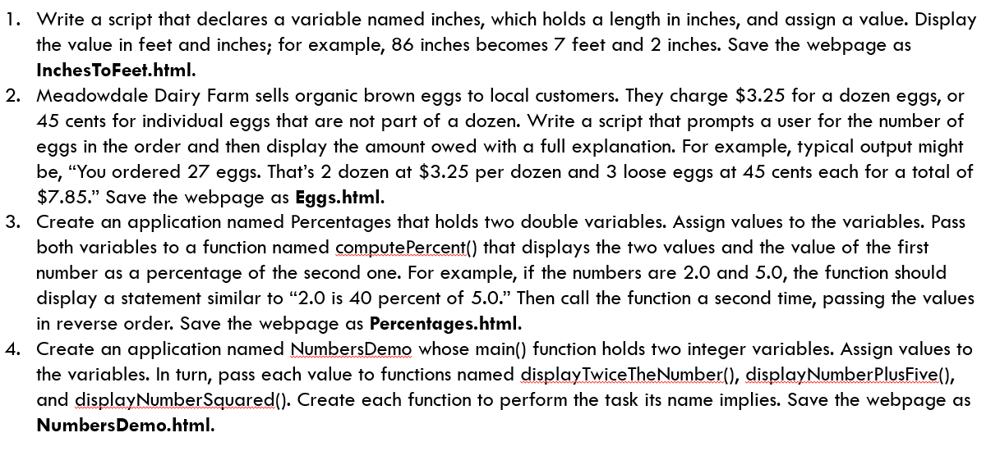 1. Write a script that declares a variable named inches, which holds a length in inches, and assign a value. Display
the value in feet and inches; for example, 86 inches becomes 7 feet and 2 inches. Save the webpage as
InchesToFeet.html.
2. Meadowdale Dairy Farm sells organic brown eggs to local customers. They charge $3.25 for a dozen eggs, or
45 cents for individual eggs that are not part of a dozen. Write a script that prompts a user for the number of
eggs in the order and then display the amount owed with a full explanation. For example, typical output might
be, “You ordered 27 eggs. That’s 2 dozen at $3.25 per dozen and 3 loose eggs at 45 cents each for a total of
$7.85.” Save the webpage as Eggs.html.
3. Create an application named Percentages that holds two double variables. Assign values to the variables. Pass
both variables to a function named computePercent() that displays the two values and the value of the first
number as a percentage of the second one. For example, if the numbers are 2.0 and 5.0, the function should
display a statement similar to “2.0 is 40 percent of 5.0.” Then call the function a second time, passing the values
in reverse order. Save the webpage as Percentages.html.
4. Create an application named NumbersDemo whose main() function holds two integer variables. Assign values to
the variables. In turn, pass each value to functions named displayTwiceTheNumber(), displayNumberPlusFive(),
and displayNumberSquared(). Create each function to perform the task its name implies. Save the webpage as
NumbersDemo.html.